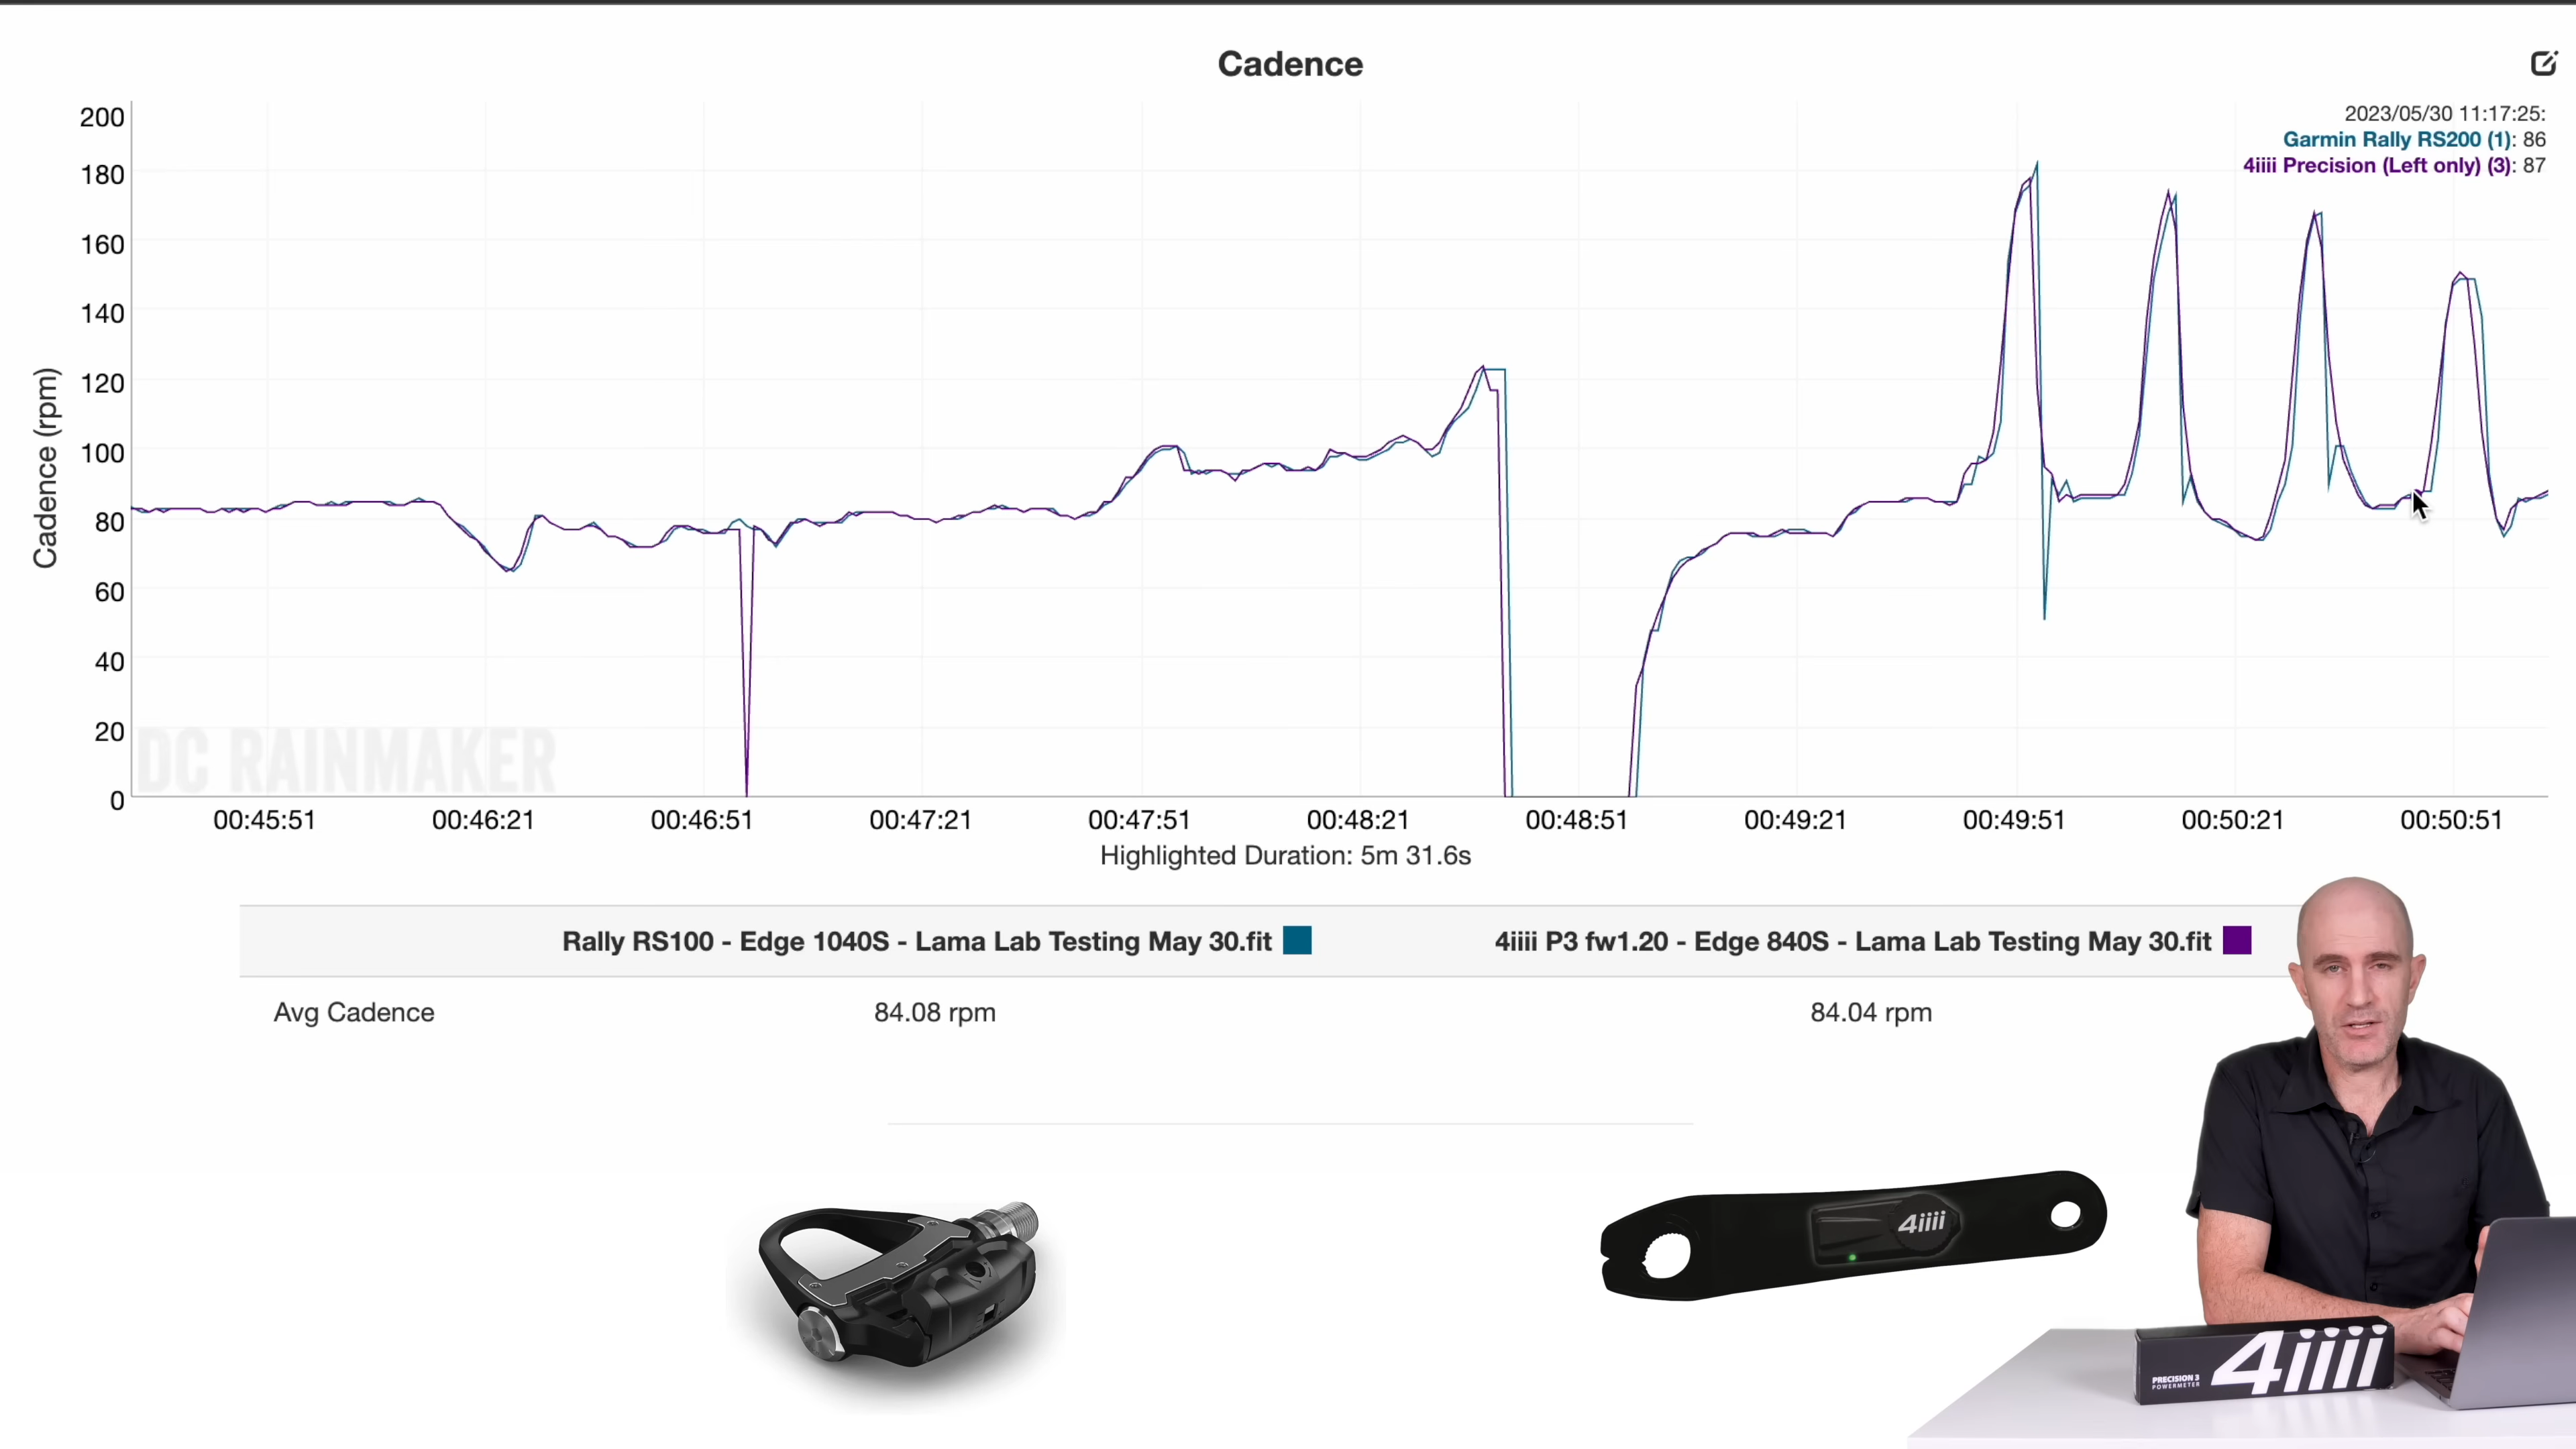 Cadence
2023/05/30 11:17:25:
Garmin Rally RS200 (1): 86
4iiii Precision (Left only) (3): 87
Cadence (rpm)
200
180
160
140
120
100
80
60
40
20
0
DC RAINMAKER
00:45:51 00:46:21 00:46:51 00:47:21 00:47:51 00:48:21 00:48:51 00:49:21 00:49:51 00:50:21 00:50:51
Highlighted Duration: 5m 31.6s
Rally RS100 - Edge 1040S - Lama Lab Testing May 30.fit 4iiii P3 fw1.20 - Edge 840S - Lama Lab Testing May 30.fit
Avg Cadence 84.08 rpm 84.04 rpm
4iiii
PRECISION 3
POWERMETER
4iiii